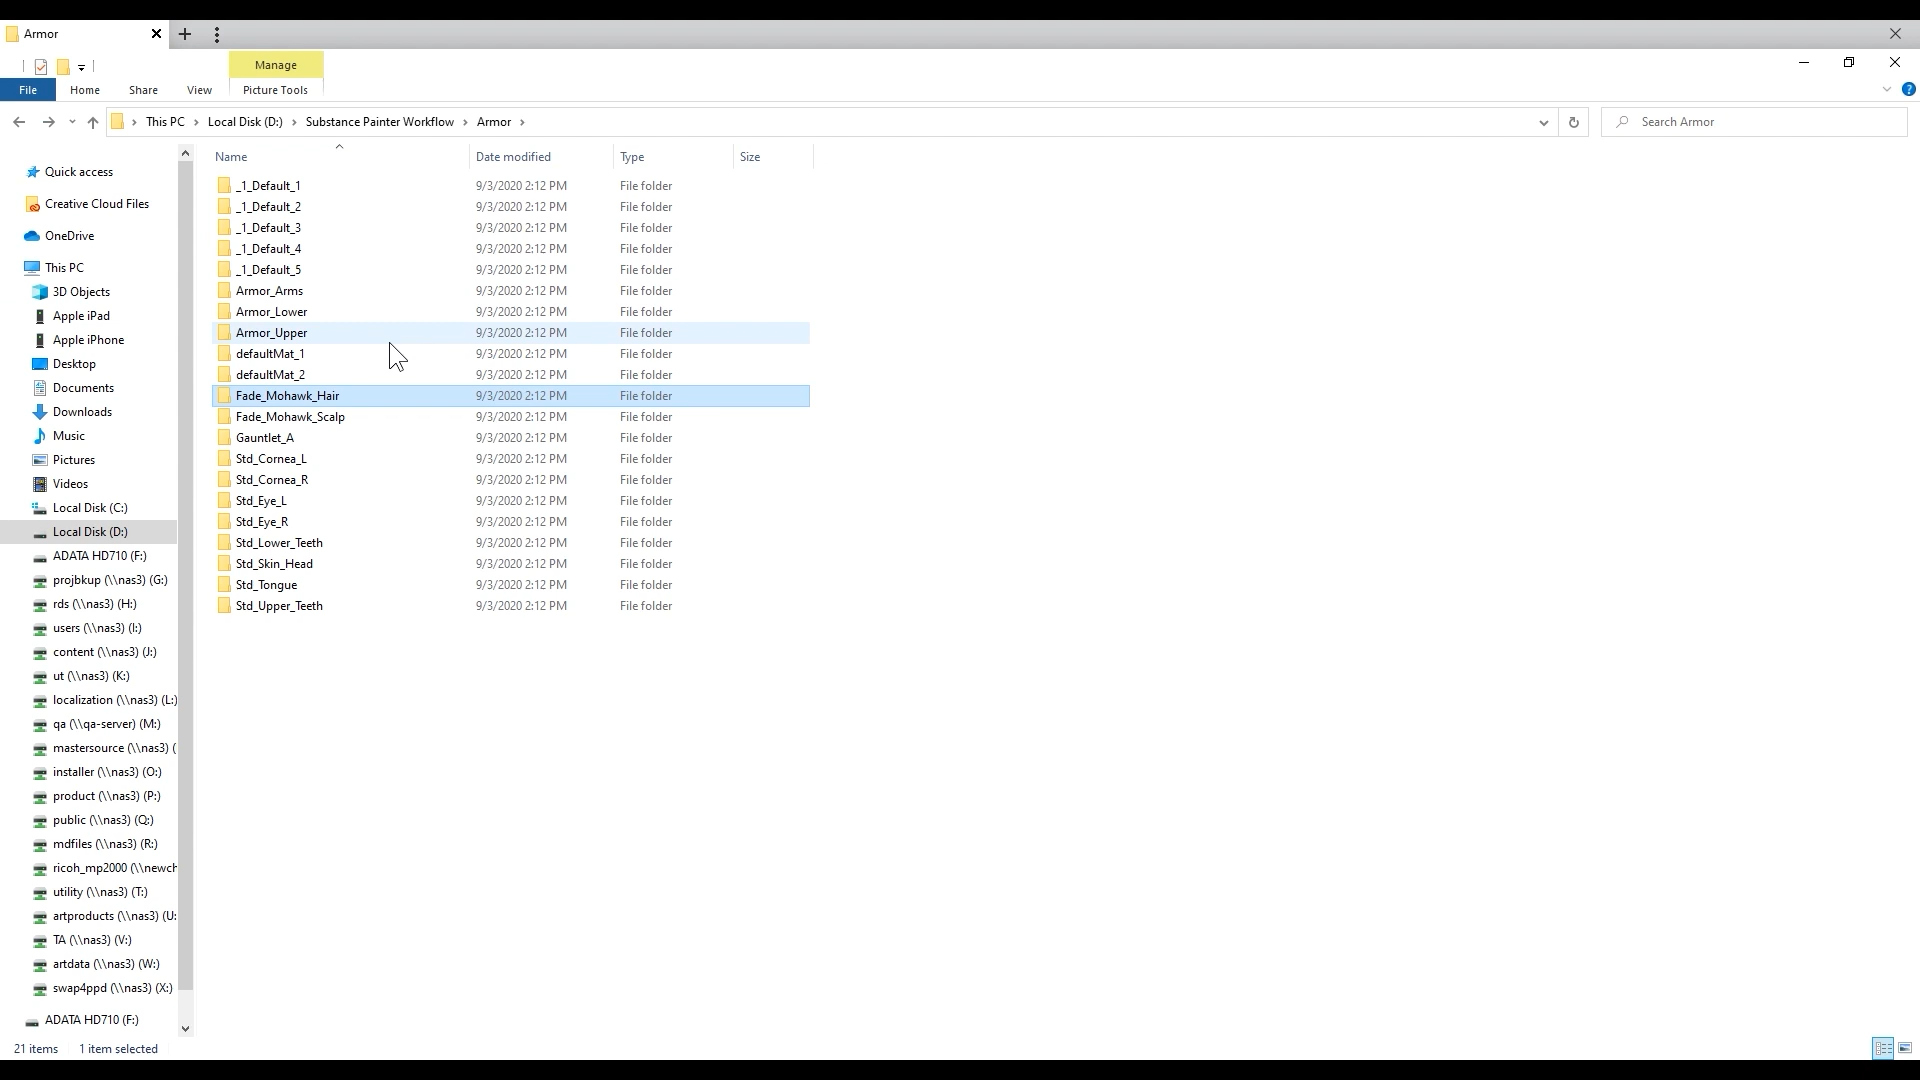 Armor
Manage
File Home Share View Picture Tools
This PC Local Disk (D:) Substance Painter Workflow Armor
Search Armor
Name Date modified Type Size
Quick access
Creative Cloud Files
OneDrive
This PC
3D Objects
Apple iPad
Apple iPhone
Desktop
Documents
Downloads
Music
Pictures
Videos
Local Disk (C:)
Local Disk (D:)
ADATA HD710 (F:)
projbkup (\\nas3) (G:)
rds (\\nas3) (H:)
users (\\nas3) (I:)
content (\\nas3) (J:)
ut (\\nas3) (K:)
localization (\\nas3) (L:)
qa (\\qa-server) (M:)
mastersource (\\nas3) (
installer (\\nas3) (O:)
product (\\nas3) (P:)
public (\\nas3) (Q:)
mdfiles (\\nas3) (R:)
ricoh_mp2000 (\\newch
utility (\\nas3) (T:)
artproducts (\\nas3) (U:
TA (\\nas3) (V:)
artdata (\\nas3) (W:)
swap4ppd (\\nas3) (X:)
ADATA HD710 (F:)
_1_Default_1 9/3/2020 2:12 PM File folder
_1_Default_2 9/3/2020 2:12 PM File folder
_1_Default_3 9/3/2020 2:12 PM File folder
_1_Default_4 9/3/2020 2:12 PM File folder
_1_Default_5 9/3/2020 2:12 PM File folder
Armor_Arms 9/3/2020 2:12 PM File folder
Armor_Lower 9/3/2020 2:12 PM File folder
Armor_Upper 9/3/2020 2:12 PM File folder
defaultMat_1 9/3/2020 2:12 PM File folder
defaultMat_2 9/3/2020 2:12 PM File folder
Fade_Mohawk_Hair 9/3/2020 2:12 PM File folder
Fade_Mohawk_Scalp 9/3/2020 2:12 PM File folder
Gauntlet_A 9/3/2020 2:12 PM File folder
Std_Cornea_L 9/3/2020 2:12 PM File folder
Std_Cornea_R 9/3/2020 2:12 PM File folder
Std_Eye_L 9/3/2020 2:12 PM File folder
Std_Eye_R 9/3/2020 2:12 PM File folder
Std_Lower_Teeth 9/3/2020 2:12 PM File folder
Std_Skin_Head 9/3/2020 2:12 PM File folder
Std_Tongue 9/3/2020 2:12 PM File folder
Std_Upper_Teeth 9/3/2020 2:12 PM File folder
21 items 1 item selected